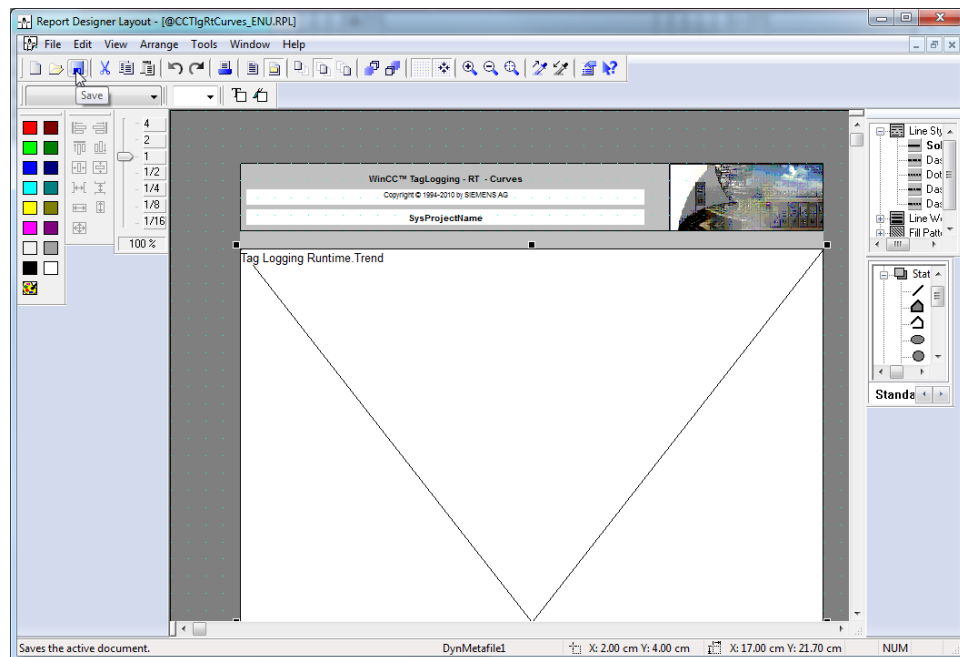 Report Designer Layout - [@CCTlgRtCurves_ENU.RPL]
File Edit View Arrange Tools Window Help
Save
4
2
1
1/2
1/4
1/8
1/16
100 %
WinCC™ TagLogging - RT - Curves
Copyright © 1994-2010 by SIEMENS AG
SysProjectName
Tag Logging Runtime.Trend
Line Sty
Sol
Das
Dot
Das
Das
Line We
Fill Patt
Stat
Standa
Saves the active document. DynMetafile1 X: 2.00 cm Y: 4.00 cm X: 17.00 cm Y: 21.70 cm NUM